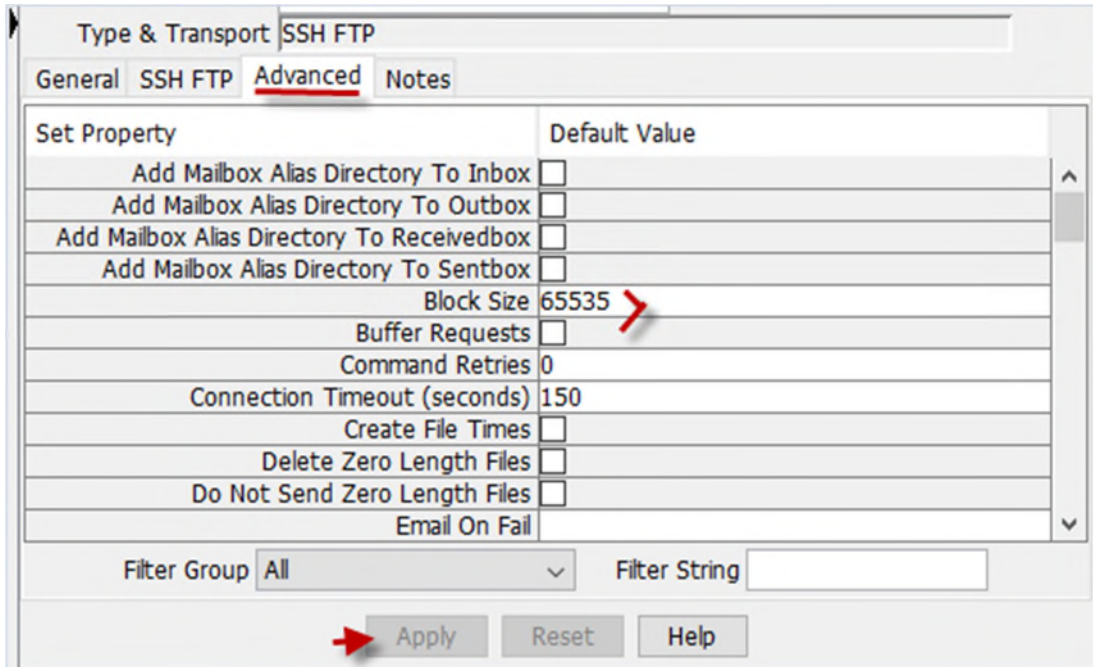 Type & Transport SSH FTP
General SSH FTP Advanced Notes
Set Property Default Value
Add Mailbox Alias Directory To Inbox
Add Mailbox Alias Directory To Outbox
Add Mailbox Alias Directory To Receivedbox
Add Mailbox Alias Directory To Sentbox
Block Size 65535
Buffer Requests
Command Retries 0
Connection Timeout (seconds) 150
Create File Times
Delete Zero Length Files
Do Not Send Zero Length Files
Email On Fail
Filter Group All Filter String
Apply Reset Help